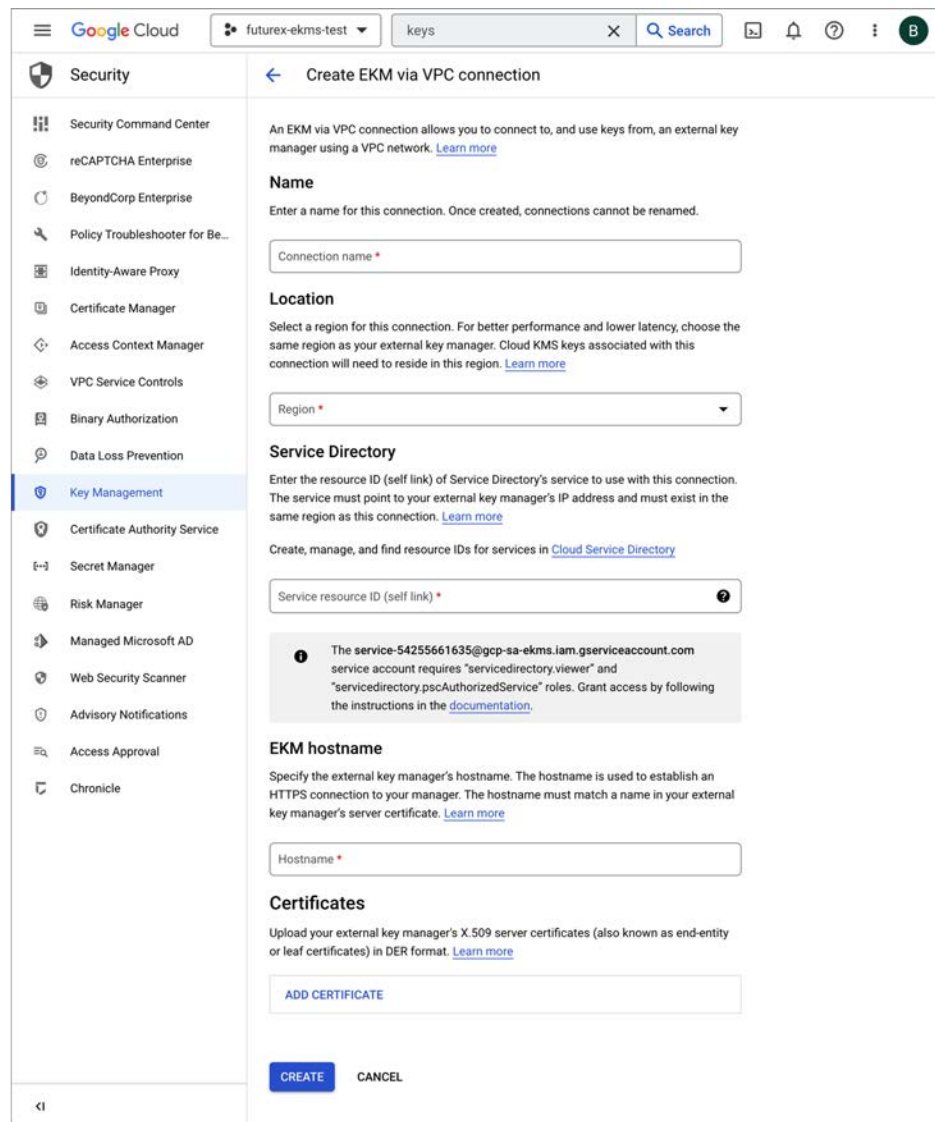 Google Cloud
futurex-ekms-test
keys
Search
B
Security
Create EKM via VPC connection
Security Command Center
reCAPTCHA Enterprise
BeyondCorp Enterprise
Policy Troubleshooter for Be...
Identity-Aware Proxy
Certificate Manager
Access Context Manager
VPC Service Controls
Binary Authorization
Data Loss Prevention
Key Management
Certificate Authority Service
Secret Manager
Risk Manager
Managed Microsoft AD
Web Security Scanner
Advisory Notifications
Access Approval
Chronicle
An EKM via VPC connection allows you to connect to, and use keys from, an external key
manager using a VPC network. Learn more
Name
Enter a name for this connection. Once created, connections cannot be renamed.
Connection name *
Location
Select a region for this connection. For better performance and lower latency, choose the
same region as your external key manager. Cloud KMS keys associated with this
connection will need to reside in this region. Learn more
Region *
Service Directory
Enter the resource ID (self link) of Service Directory's service to use with this connection.
The service must point to your external key manager's IP address and must exist in the
same region as this connection. Learn more
Create, manage, and find resource IDs for services in Cloud Service Directory
Service resource ID (self link) *
The service-54255661635@gcp-sa-ekms.iam.gserviceaccount.com
service account requires "servicedirectory.viewer" and
"servicedirectory.pscAuthorizedService" roles. Grant access by following
the instructions in the documentation.
EKM hostname
Specify the external key manager's hostname. The hostname is used to establish an
HTTPS connection to your manager. The hostname must match a name in your external
key manager's server certificate. Learn more
Hostname *
Certificates
Upload your external key manager's X.509 server certificates (also known as end-entity
or leaf certificates) in DER format. Learn more
ADD CERTIFICATE
CREATE
CANCEL